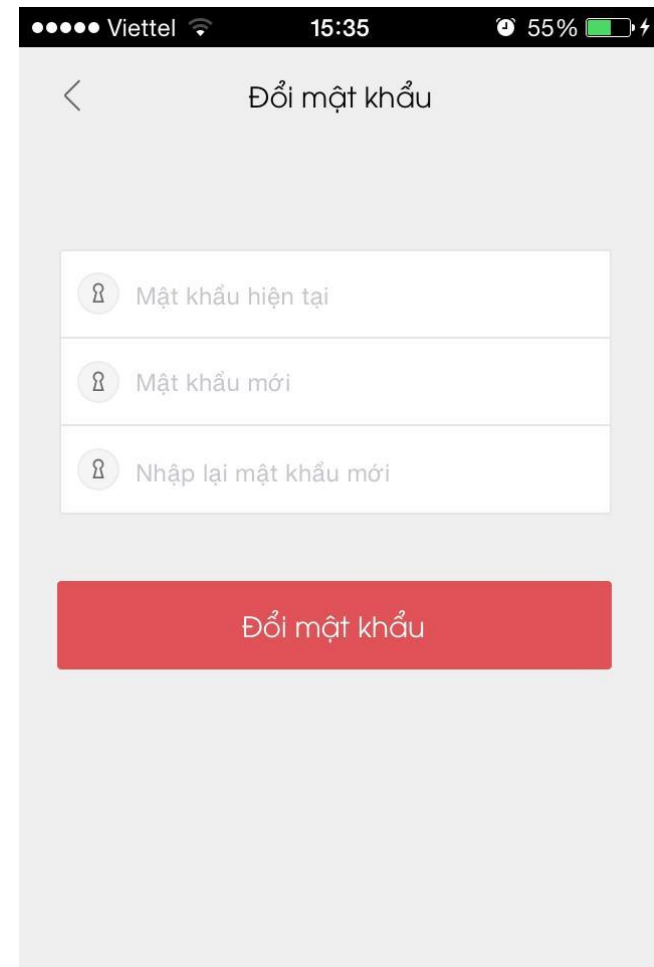 Viettel 15:35 55%
Đổi mật khẩu
Mật khẩu hiện tại
Mật khẩu mới
Nhập lại mật khẩu mới
Đổi mật khẩu